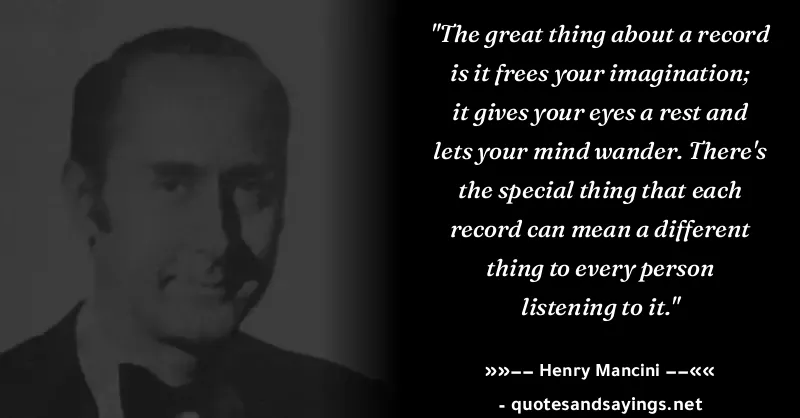 "The great thing about a record
is it frees your imagination;
it gives your eyes a rest and
lets your mind wander. There's
the special thing that each
record can mean a different
thing to every person
listening to it."
»»−− Henry Mancini −−««
- quotesandsayings.net